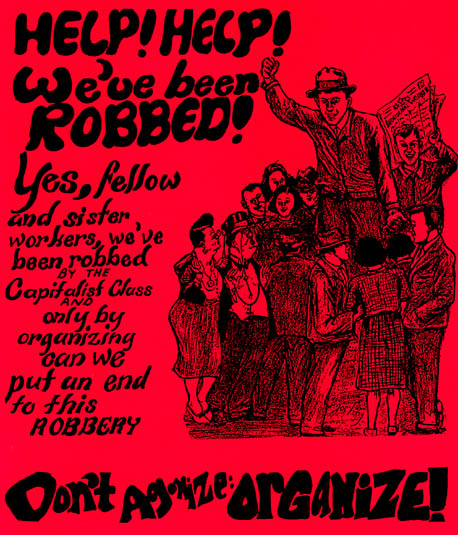 HELP! HELP!
We've been
ROBBED!
Yes, fellow
and sister
workers, we've
been robbed
BY THE
Capitalist Class
AND
only by
organizing
can we
put an end
to this
ROBBERY
Don't Agonize: ORGANIZE!